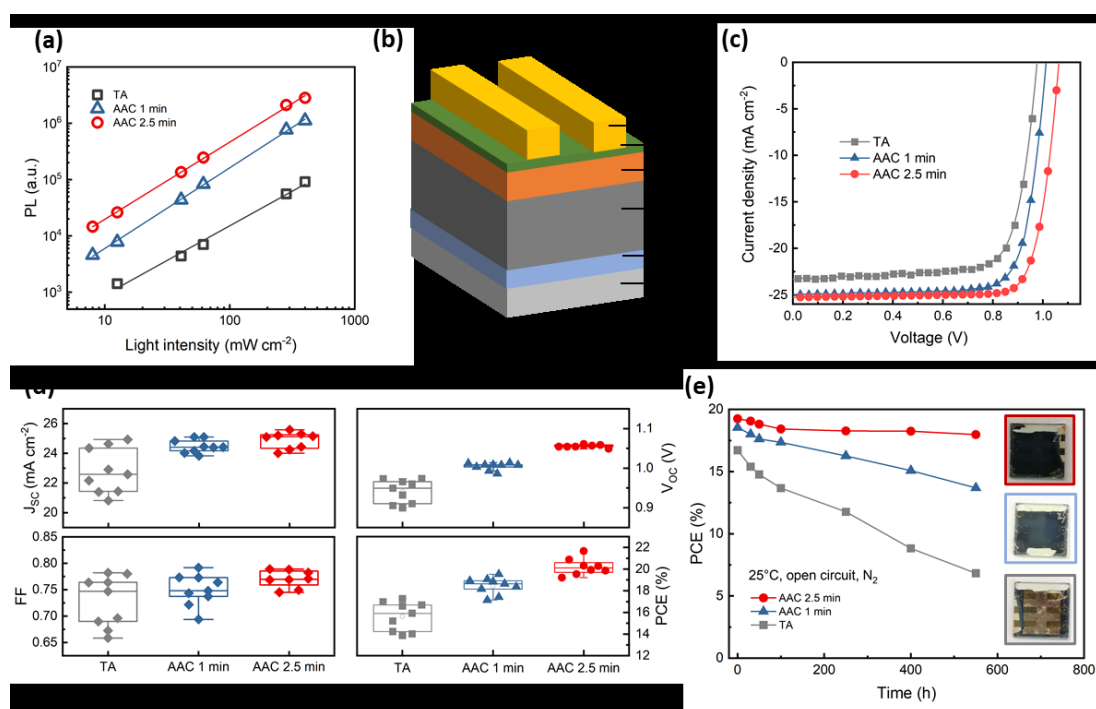 (a)
10⁷
10⁶
10⁵
10⁴
10³
PL (a.u.)
TA
AAC 1 min
AAC 2.5 min
10
100
1000
Light intensity (mW cm⁻²)
(b)
(c)
0
-5
-10
-15
-20
-25
Current density (mA cm⁻²)
TA
AAC 1 min
AAC 2.5 min
0.0
0.2
0.4
0.6
0.8
1.0
Voltage (V)
(d)
26
24
22
20
J_SC (mA cm⁻²)
1.1
1.0
0.9
V_OC (V)
0.85
0.80
0.75
0.70
0.65
FF
22
20
18
16
14
12
PCE (%)
TA
AAC 1 min
AAC 2.5 min
TA
AAC 1 min
AAC 2.5 min
(e)
20
15
10
5
0
PCE (%)
25°C, open circuit, N₂
AAC 2.5 min
AAC 1 min
TA
0
200
400
600
800
Time (h)